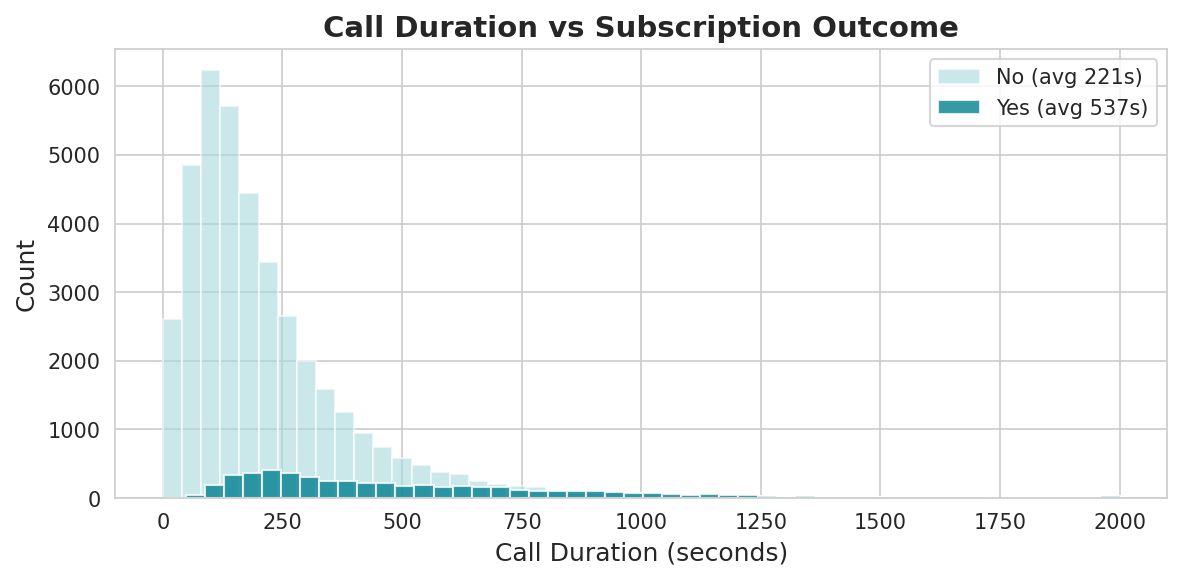 Call Duration vs Subscription Outcome
No (avg 221s)
Yes (avg 537s)
Count
6000
5000
4000
3000
2000
1000
0
0 250 500 750 1000 1250 1500 1750 2000
Call Duration (seconds)